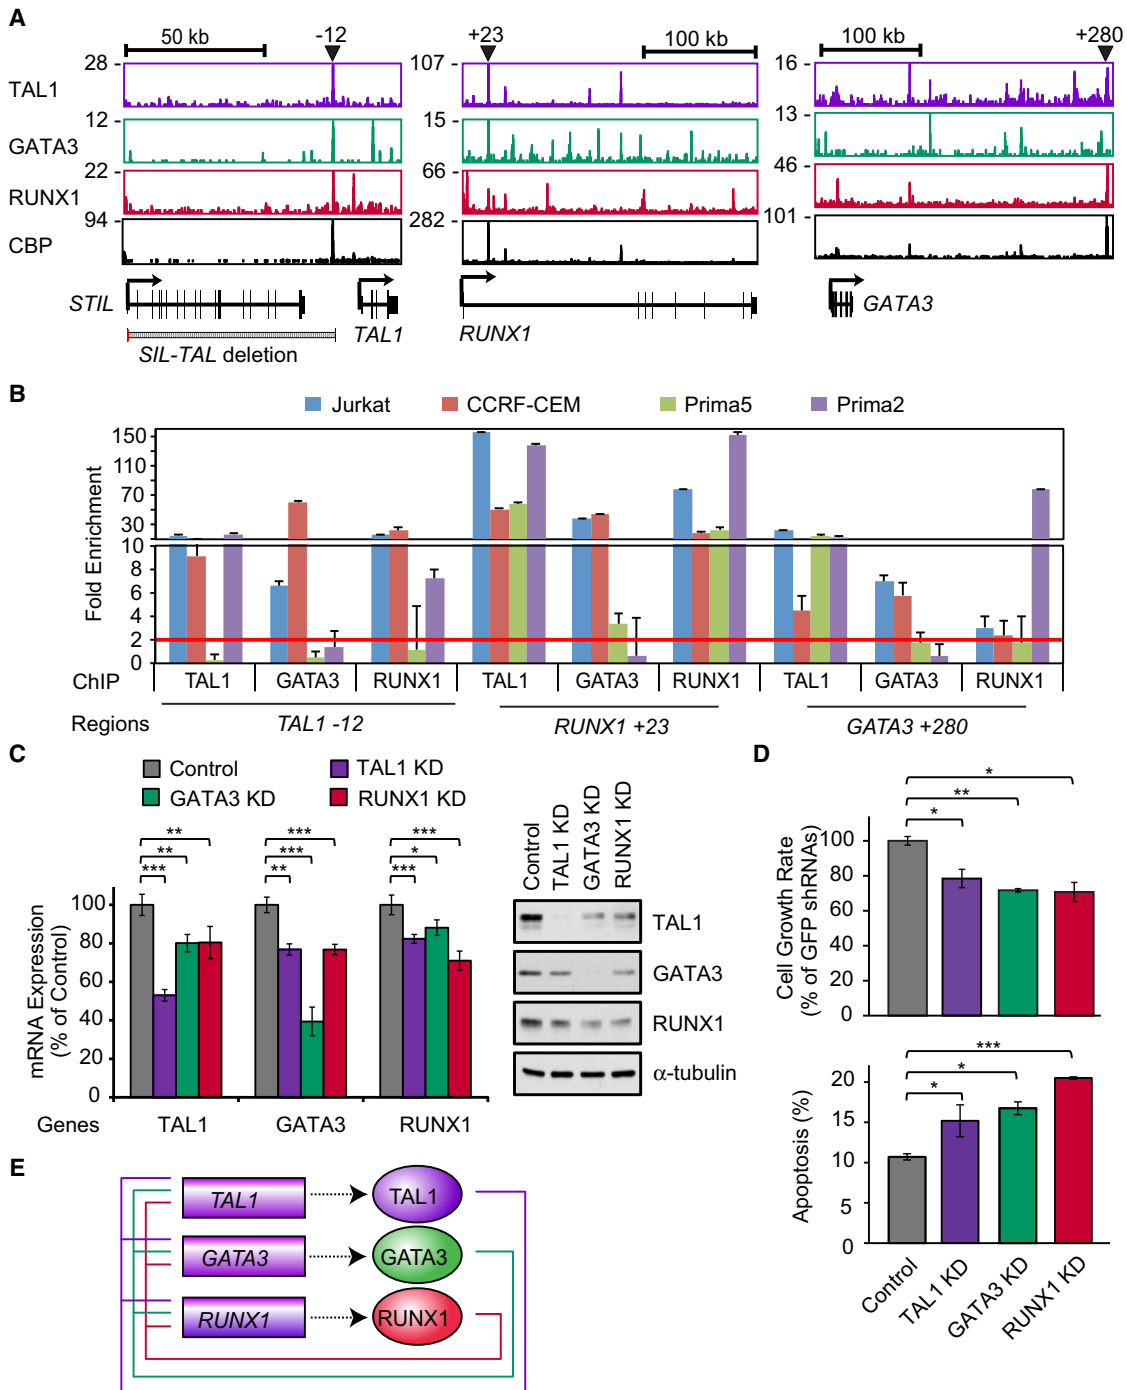 A
50 kb
-12
+23
100 kb
100 kb
+280
28
107
16
TAL1
12
15
13
GATA3
22
66
46
RUNX1
94
282
101
CBP
STIL
TAL1
RUNX1
GATA3
SIL-TAL deletion
B
Jurkat
CCRF-CEM
Prima5
Prima2
Fold Enrichment
150
110
70
30
10
8
6
4
2
0
ChIP
TAL1 GATA3 RUNX1 TAL1 GATA3 RUNX1 TAL1 GATA3 RUNX1
Regions
TAL1 -12
RUNX1 +23
GATA3 +280
C
Control
TAL1 KD
GATA3 KD
RUNX1 KD
mRNA Expression
(% of Control)
100
80
60
40
20
0
*** ** **
** *** ***
*** * ***
Genes
TAL1
GATA3
RUNX1
Control
TAL1 KD
GATA3 KD
RUNX1 KD
TAL1
GATA3
RUNX1
α-tubulin
D
Cell Growth Rate
(% of GFP shRNAs)
100
80
60
40
20
0
*
**
*
Apoptosis (%)
20
15
10
5
0
***
*
*
Control
TAL1 KD
GATA3 KD
RUNX1 KD
E
TAL1
TAL1
GATA3
GATA3
RUNX1
RUNX1